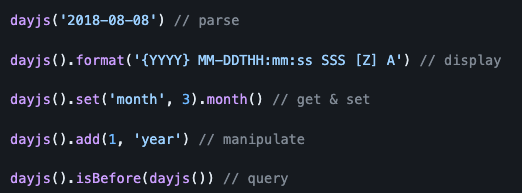 dayjs('2018-08-08') // parse
dayjs().format('{YYYY} MM-DDTHH:mm:ss SSS [Z] A') // display
dayjs().set('month', 3).month() // get & set
dayjs().add(1, 'year') // manipulate
dayjs().isBefore(dayjs()) // query